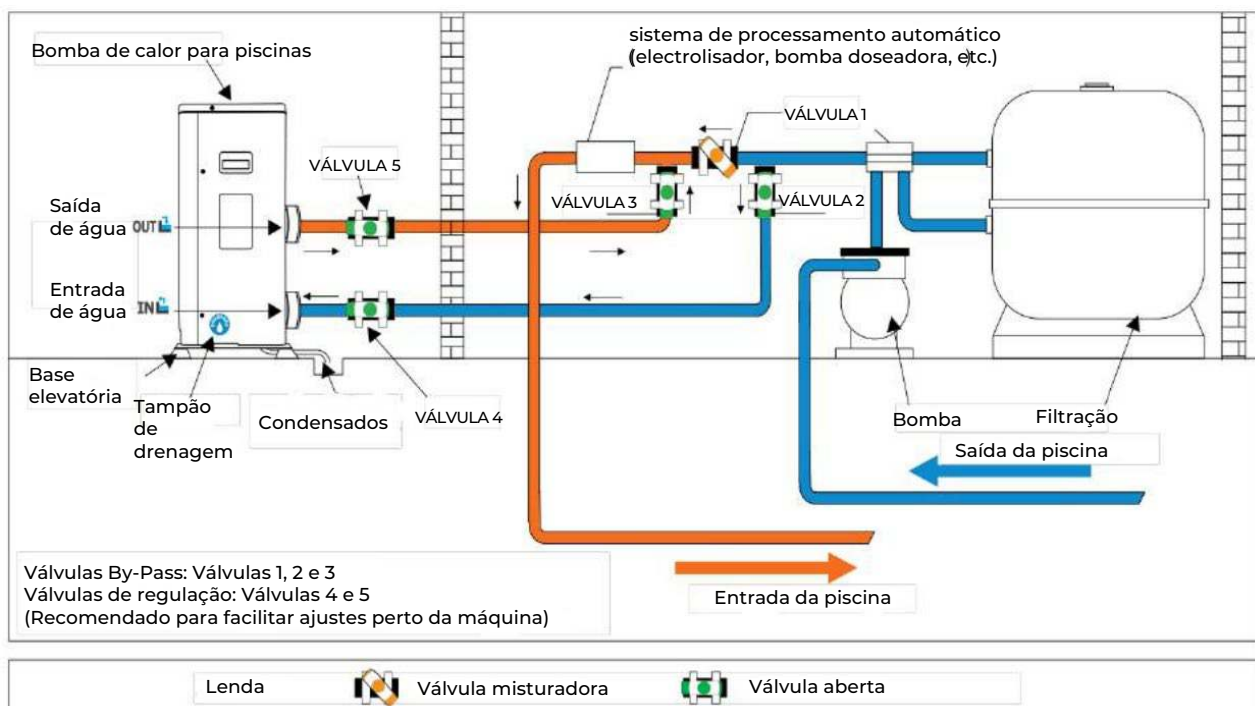 Bomba de calor para piscinas
sistema de processamento automático
(electrolisador, bomba doseadora, etc.)
VÁLVULA 1
VÁLVULA 5
VÁLVULA 3
VÁLVULA 2
Saída
de água
OUT
Entrada
de água
IN
Base
elevatória
Tampão
de
drenagem
Condensados
VÁLVULA 4
Bomba
Filtração
Saída da piscina
Entrada da piscina
Válvulas By-Pass: Válvulas 1, 2 e 3
Válvulas de regulação: Válvulas 4 e 5
(Recomendado para facilitar ajustes perto da máquina)
Lenda
Válvula misturadora
Válvula aberta